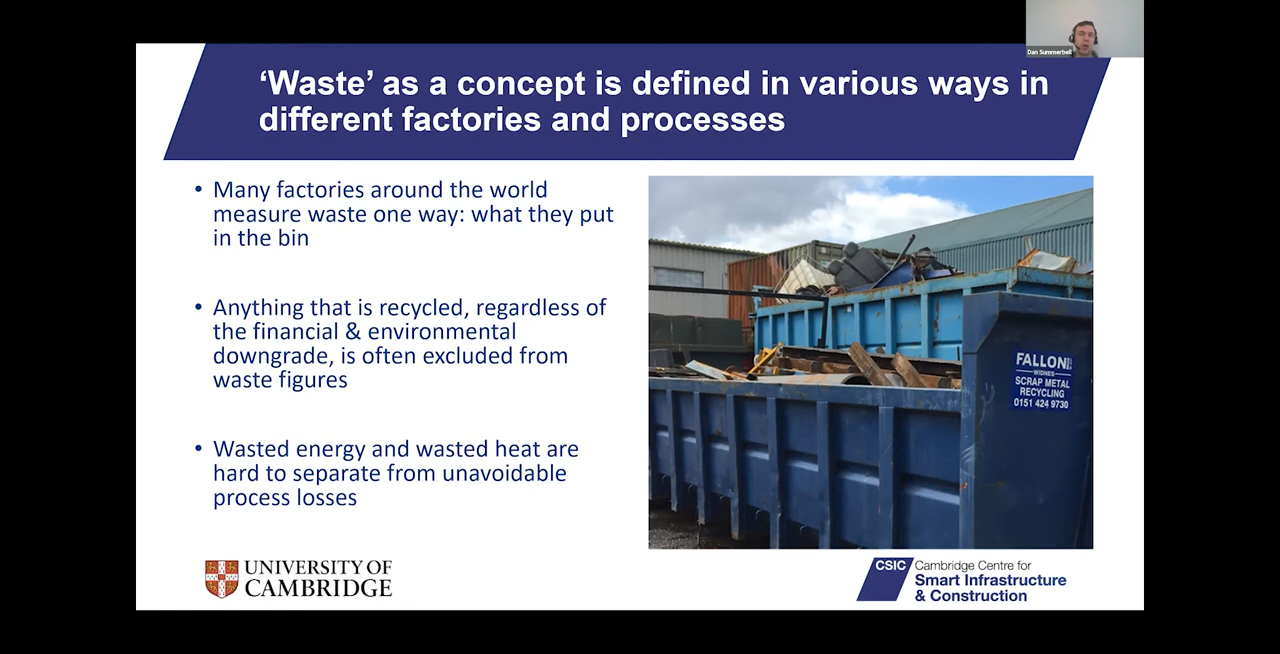 Dan Summerbell
‘Waste’ as a concept is defined in various ways in
different factories and processes
• Many factories around the world
measure waste one way: what they put
in the bin
• Anything that is recycled, regardless of
the financial & environmental
downgrade, is often excluded from
waste figures
• Wasted energy and wasted heat are
hard to separate from unavoidable
process losses
FALLON
WIDNES
SCRAP METAL
RECYCLING
0151 424 9730
UNIVERSITY OF
CAMBRIDGE
CSIC
Cambridge Centre for
Smart Infrastructure
& Construction